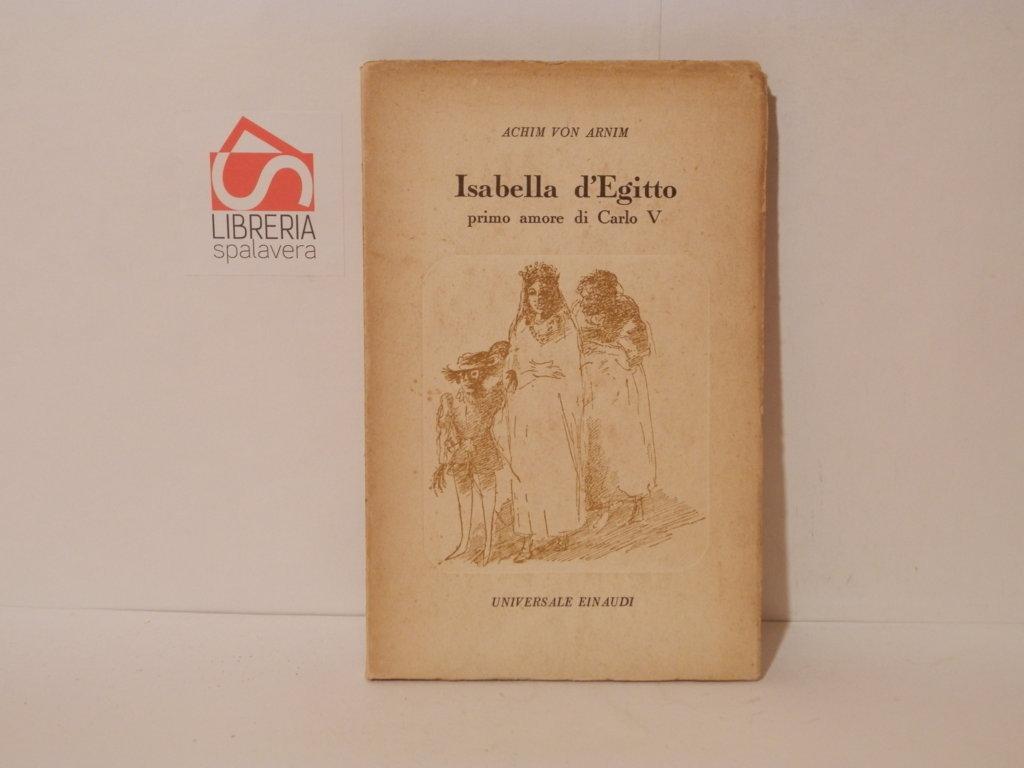 LIBRERIA
spalavera
ACHIM VON ARNIM
Isabella d'Egitto
primo amore di Carlo V
UNIVERSALE EINAUDI